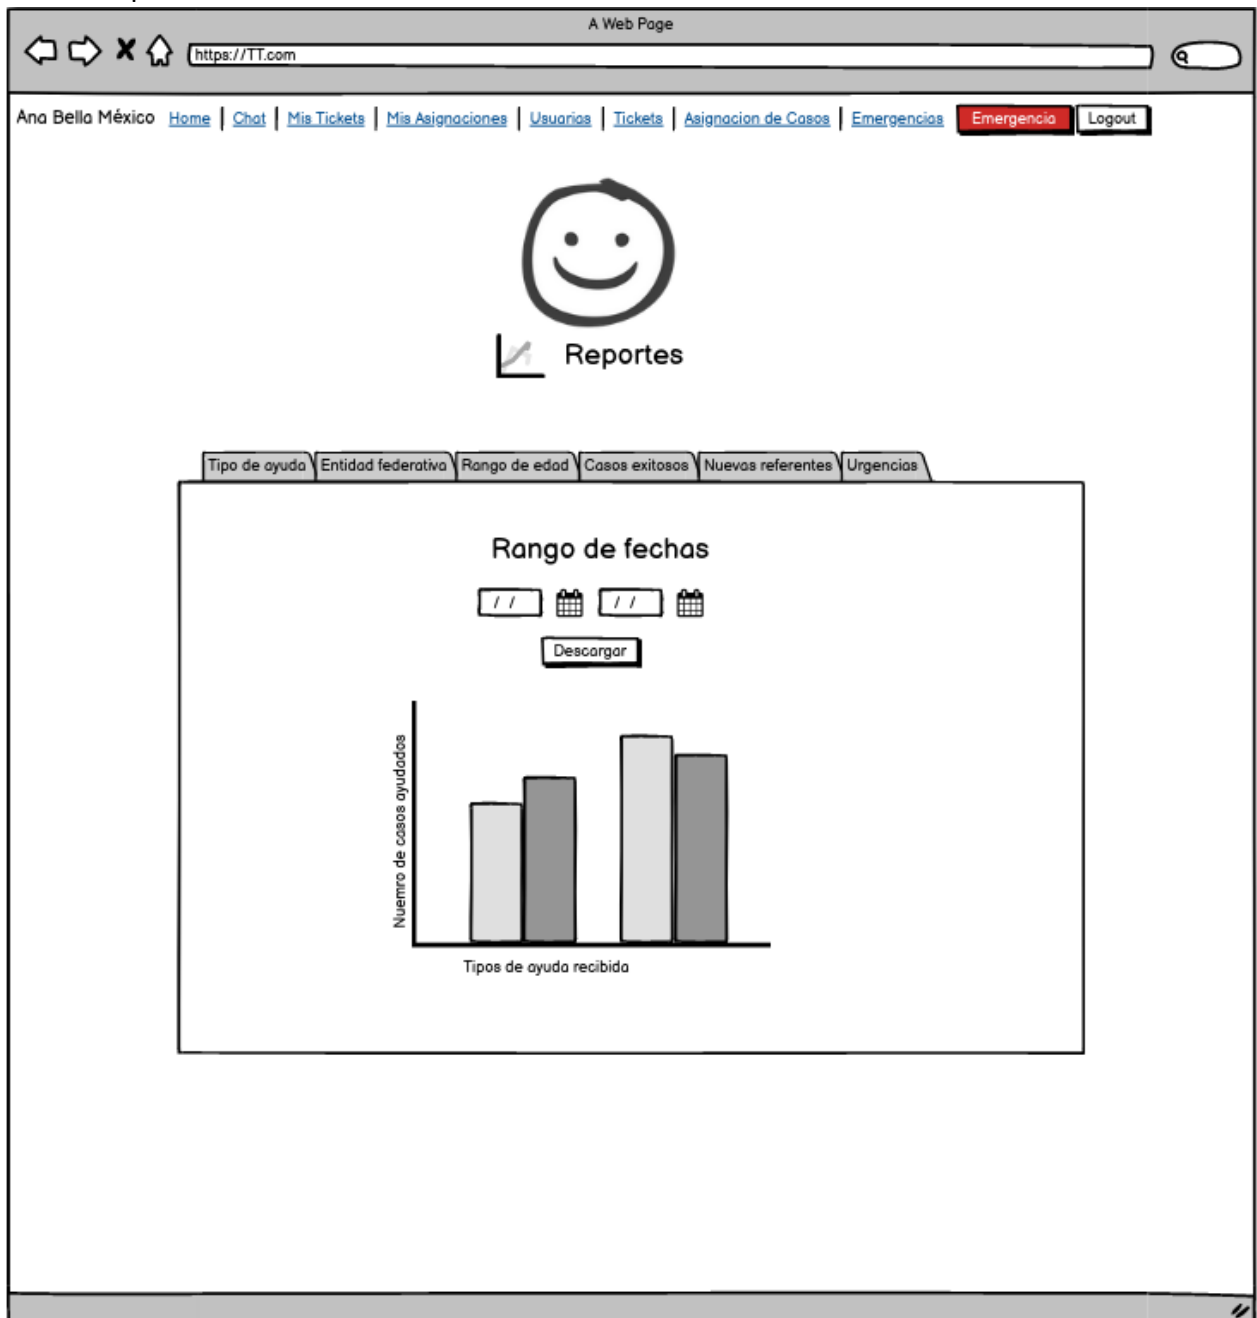 A Web Page
https://TT.com
Ana Bella México Home Chat Mis Tickets Mis Asignaciones Usuarias Tickets Asignacion de Casos Emergencias Emergencia Logout
Reportes
Tipo de ayuda Entidad federativa Rango de edad Casos exitosos Nuevas referentes Urgencias
Rango de fechas
/ / / /
Descargar
Nuemro de casos ayudados
Tipos de ayuda recibida